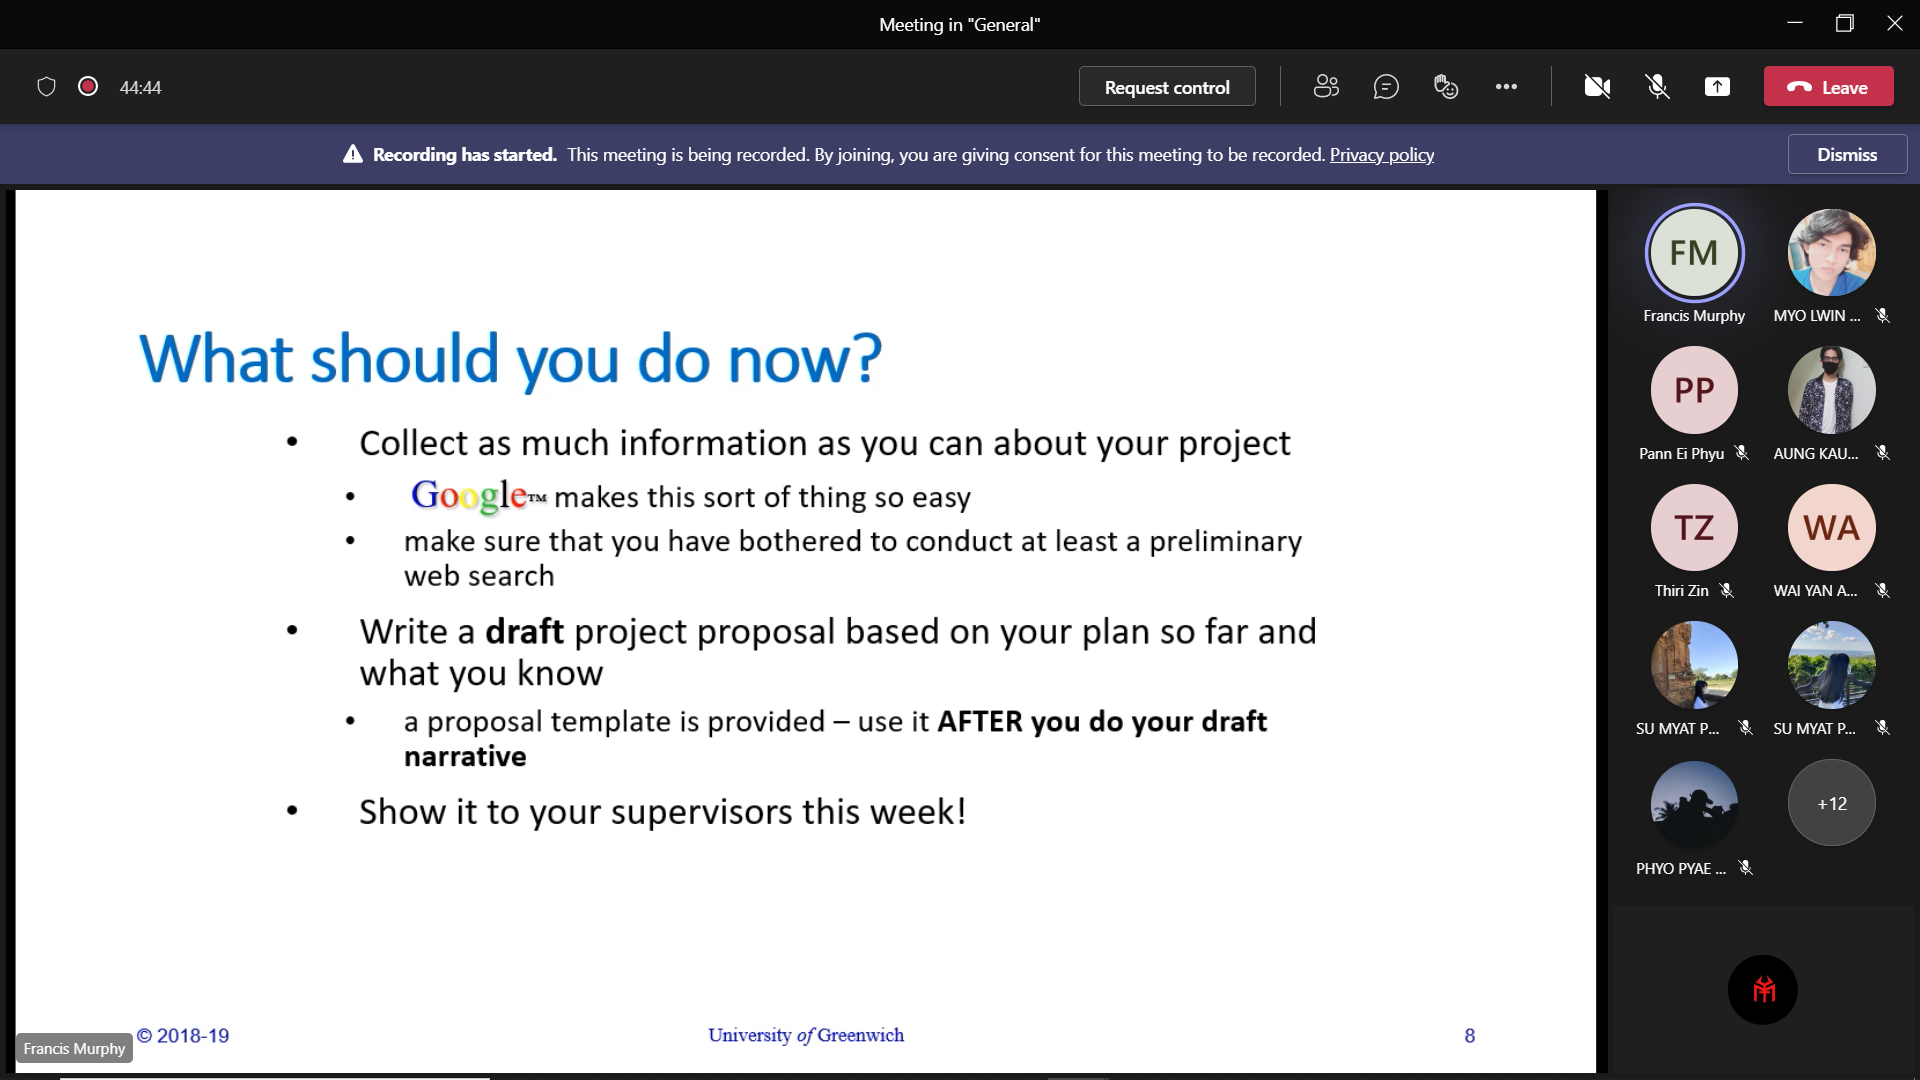 Meeting in "General"
44:44
Request control
Leave
Recording has started. This meeting is being recorded. By joining, you are giving consent for this meeting to be recorded. Privacy policy
Dismiss
What should you do now?
• Collect as much information as you can about your project
• Google™ makes this sort of thing so easy
• make sure that you have bothered to conduct at least a preliminary
web search
• Write a draft project proposal based on your plan so far and
what you know
• a proposal template is provided – use it AFTER you do your draft
narrative
• Show it to your supervisors this week!
© 2018-19
University of Greenwich
8
Francis Murphy
FM
Francis Murphy
MYO LWIN ...
PP
Pann Ei Phyu
AUNG KAU...
TZ
Thiri Zin
WA
WAI YAN A...
SU MYAT P...
SU MYAT P...
PHYO PYAE ...
+12